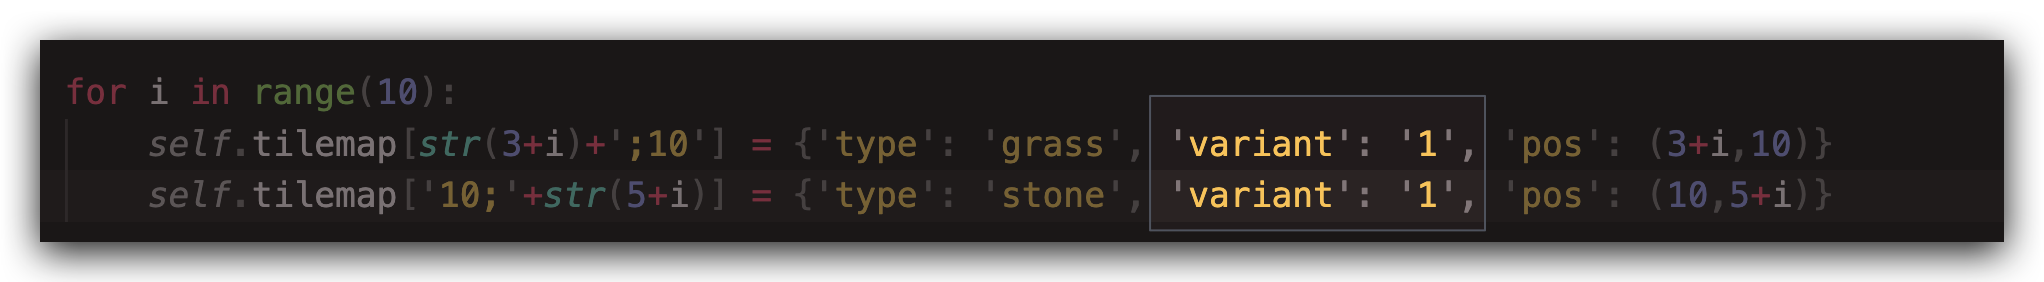 for i in range(10):
    self.tilemap[str(3+i)+';10'] = {'type': 'grass', 'variant': '1', 'pos': (3+i,10)}
    self.tilemap['10;'+str(5+i)] = {'type': 'stone', 'variant': '1', 'pos': (10,5+i)}